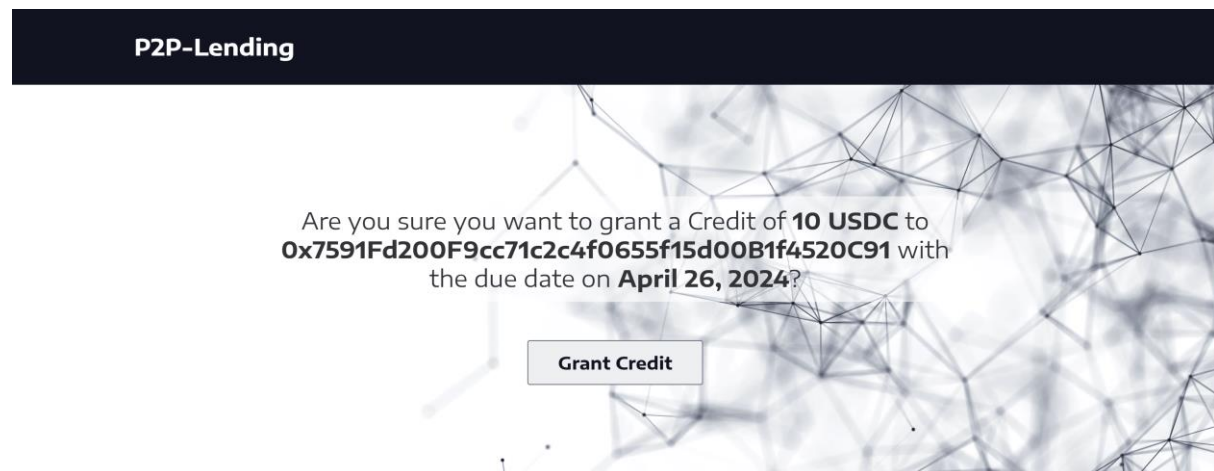 P2P-Lending
Are you sure you want to grant a Credit of 10 USDC to
0x7591Fd200F9cc71c2c4f0655f15d00B1f4520C91 with
the due date on April 26, 2024?
Grant Credit